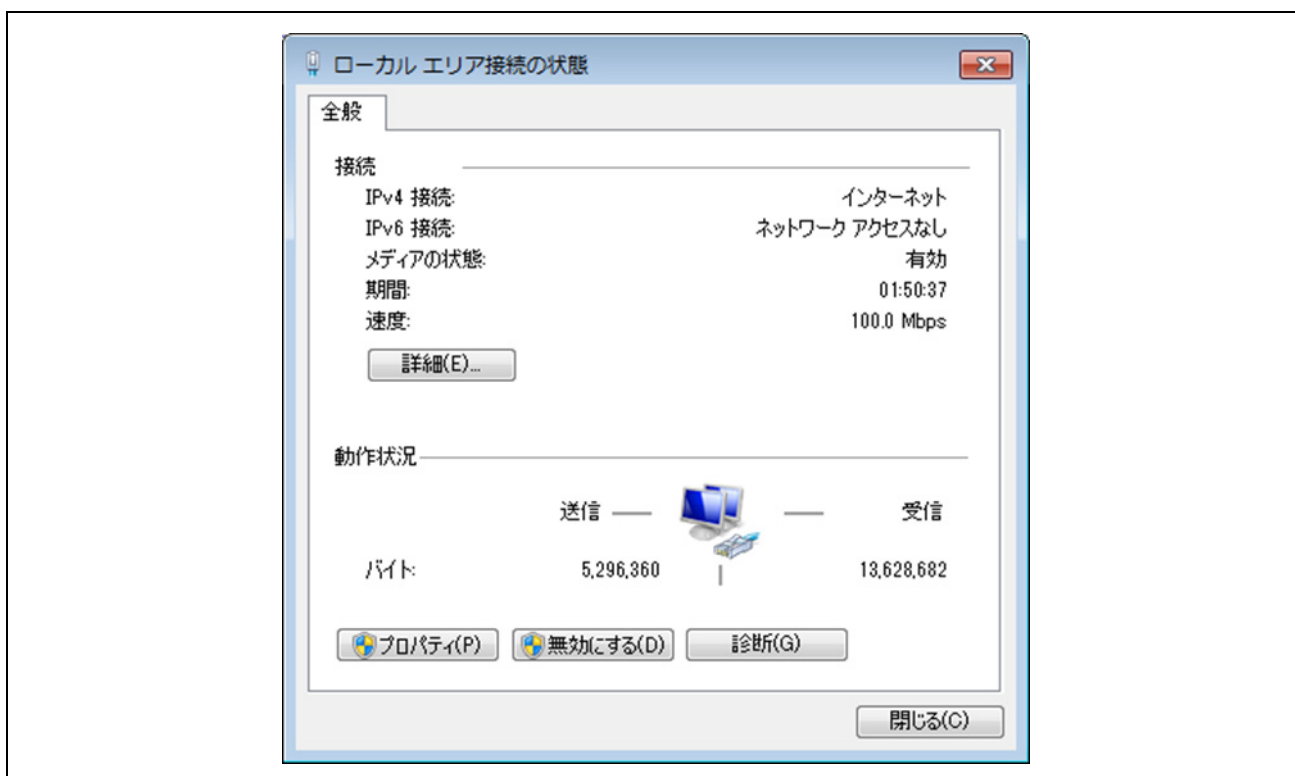 ローカル エリア接続の状態
全般
接続
IPv4 接続: インターネット
IPv6 接続: ネットワーク アクセスなし
メディアの状態: 有効
期間: 01:50:37
速度: 100.0 Mbps
詳細(E)...
動作状況
送信 受信
バイト: 5,296,360 13,628,682
プロパティ(P) 無効にする(D) 診断(G)
閉じる(C)